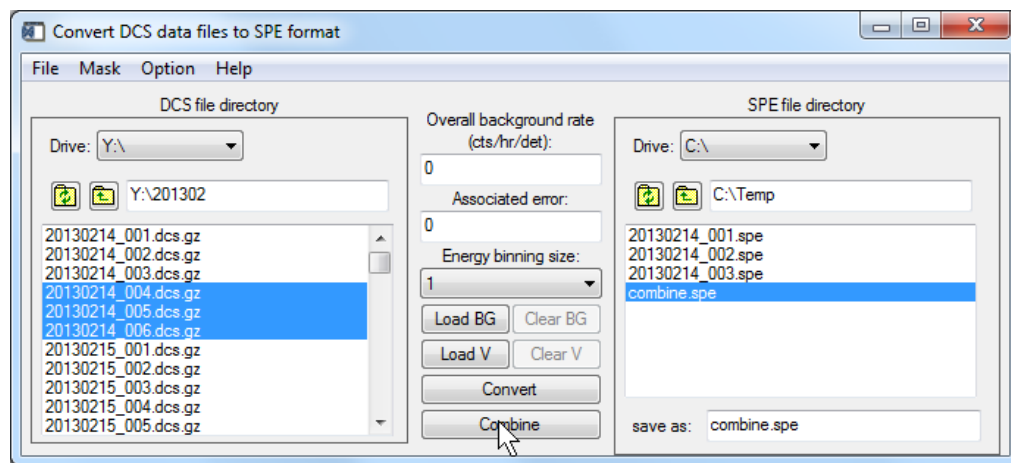 Convert DCS data files to SPE format
File Mask Option Help
DCS file directory
Drive: Y:\
Y:\201302
20130214_001.dcs.gz
20130214_002.dcs.gz
20130214_003.dcs.gz
20130214_004.dcs.gz
20130214_005.dcs.gz
20130214_006.dcs.gz
20130215_001.dcs.gz
20130215_002.dcs.gz
20130215_003.dcs.gz
20130215_004.dcs.gz
20130215_005.dcs.gz
Overall background rate
(cts/hr/det):
0
Associated error:
0
Energy binning size:
1
Load BG Clear BG
Load V Clear V
Convert
Combine
SPE file directory
Drive: C:\
C:\Temp
20130214_001.spe
20130214_002.spe
20130214_003.spe
combine.spe
save as: combine.spe